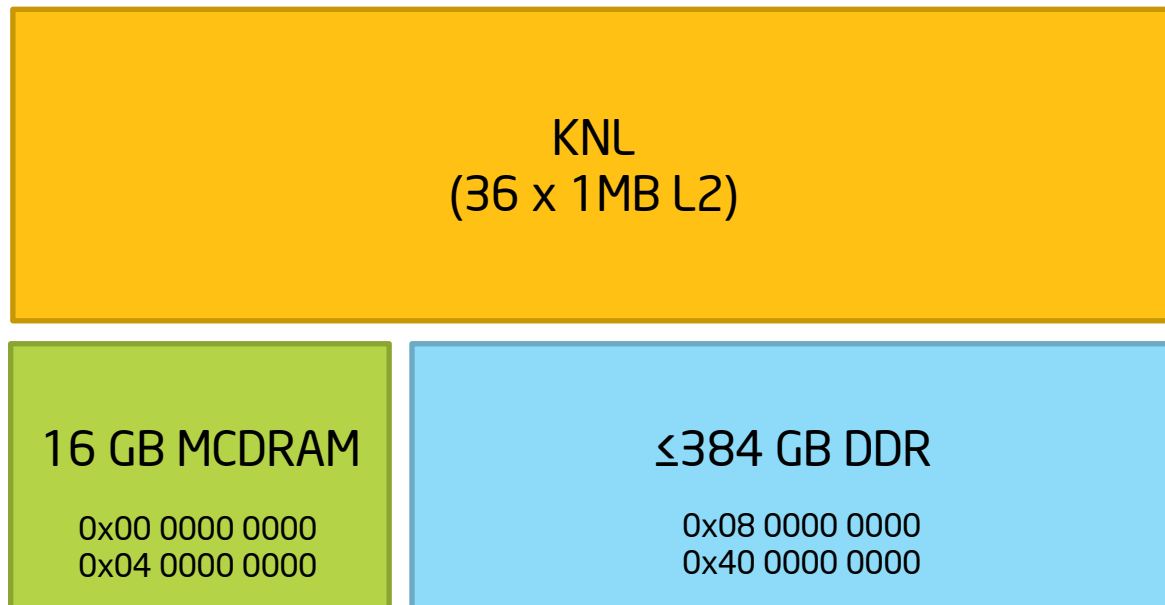 KNL
(36 x 1MB L2)
16 GB MCDRAM
0x00 0000 0000
0x04 0000 0000
≤384 GB DDR
0x08 0000 0000
0x40 0000 0000